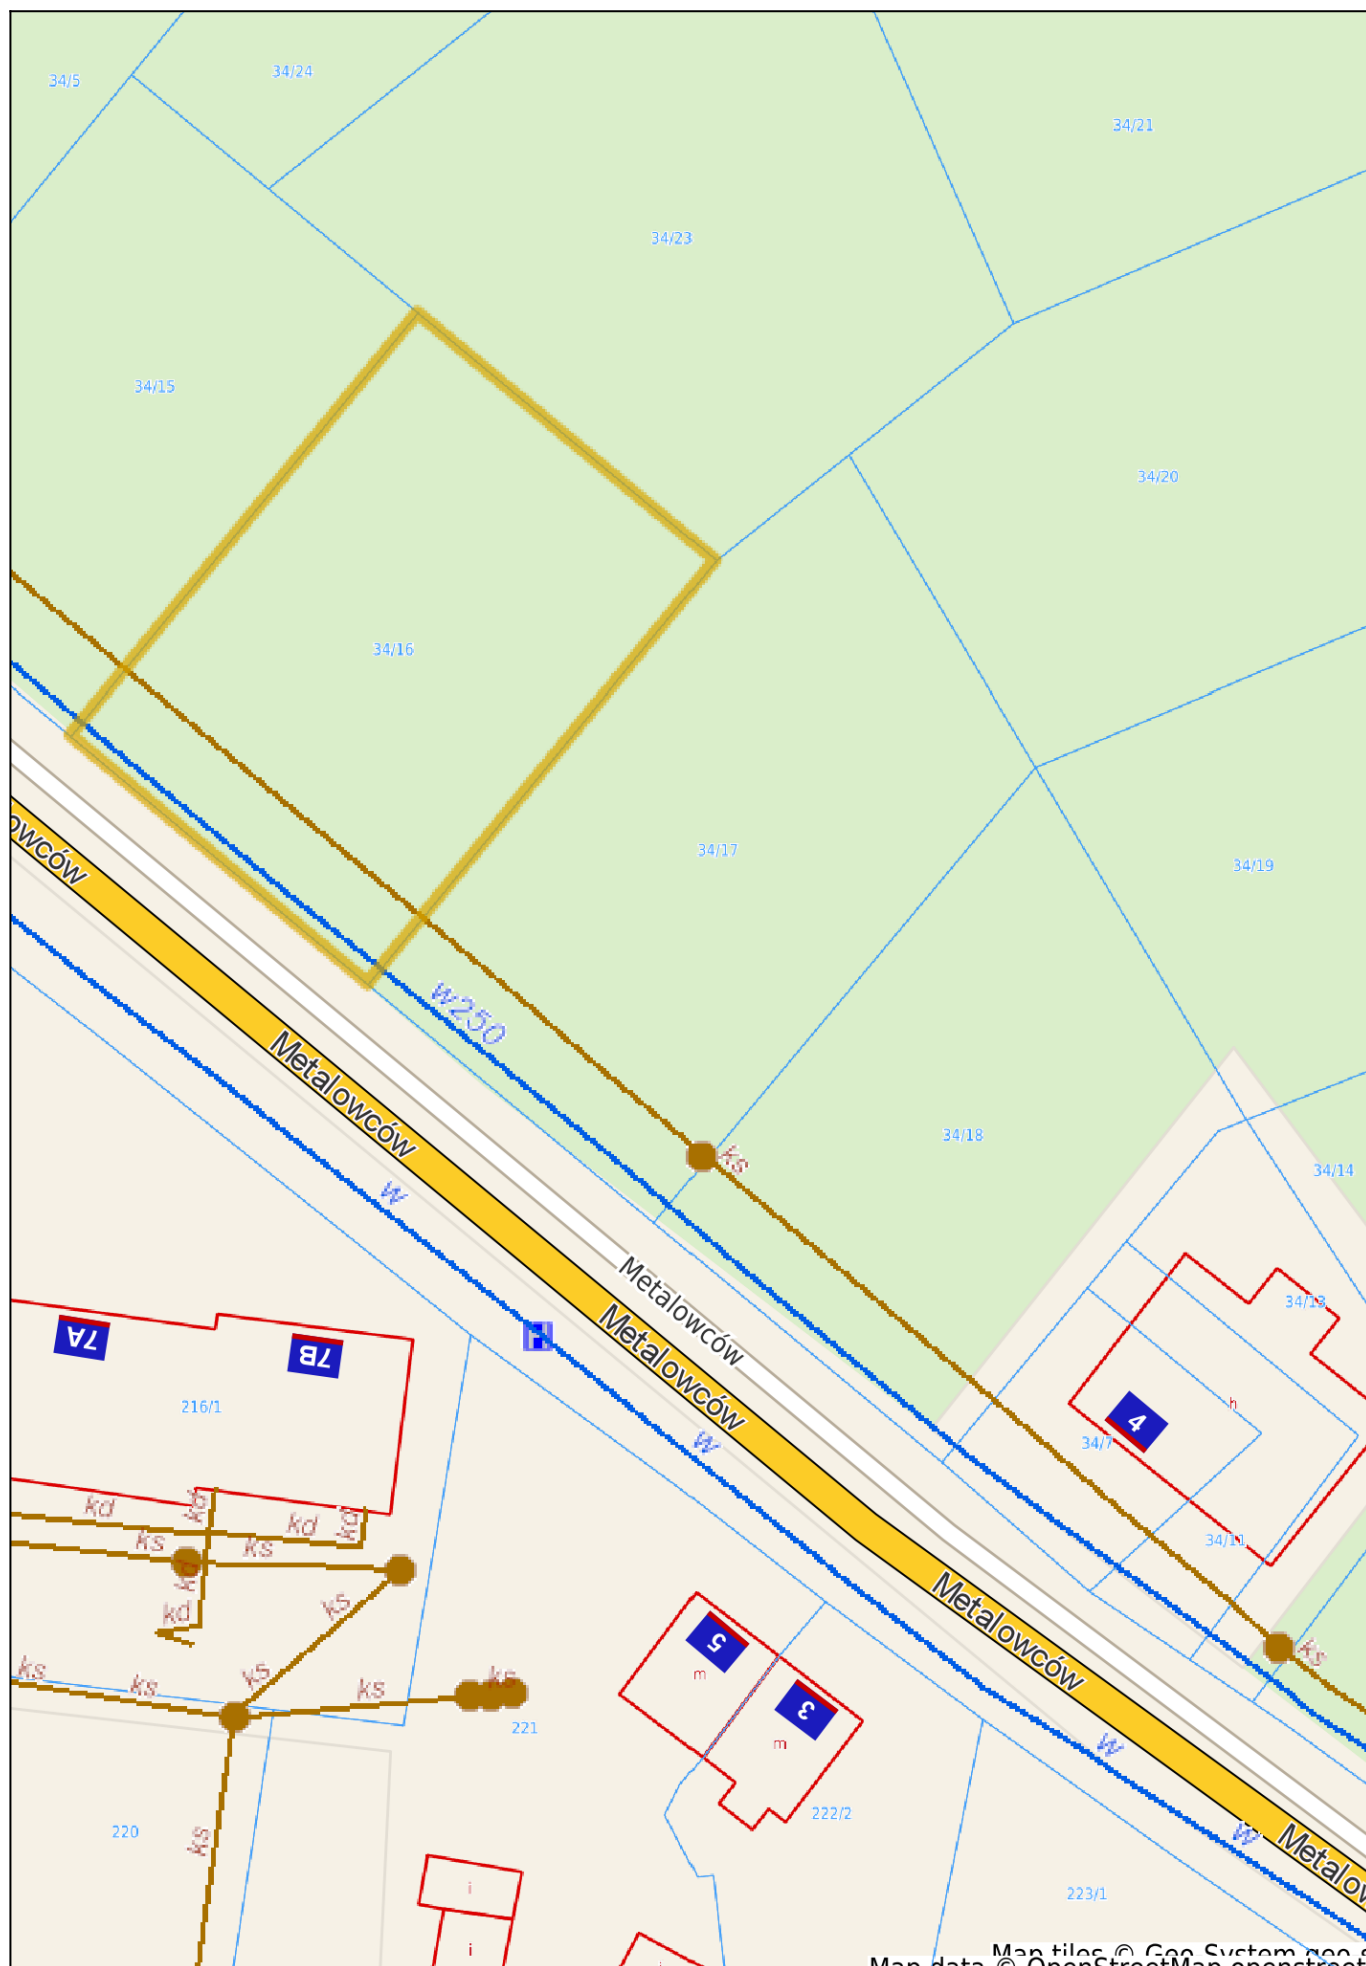 34/5
34/24
34/21
34/23
34/15
34/20
34/16
owców
34/17
34/19
w250
Metalowców
34/18
ks
34/14
w
Metalowców
Metalowców
34/13
7A
7B
h
216/1
4
34/7
w
kd
kd
kd
kd
ks
ks
34/11
kd
kd
ks
Metalowców
5
ks
m
ks
ks
ks
ks
ks
3
221
m
w
222/2
220
ks
w
Metalow
i
223/1
i
Map tiles © Geo-System geo-s
Map data © OpenStreetMap openstreet